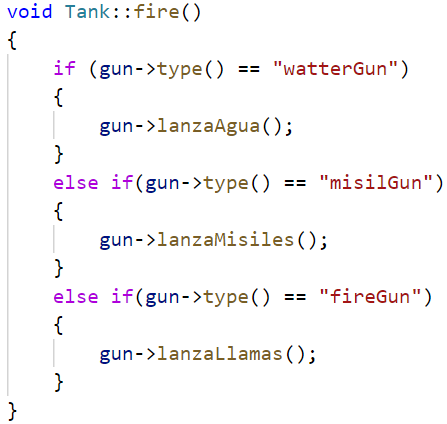 void Tank::fire()
{
    if (gun->type() == "watterGun")
    {
        gun->lanzaAgua();
    }
    else if(gun->type() == "misilGun")
    {
        gun->lanzaMisiles();
    }
    else if(gun->type() == "fireGun")
    {
        gun->lanzaLlamas();
    }
}